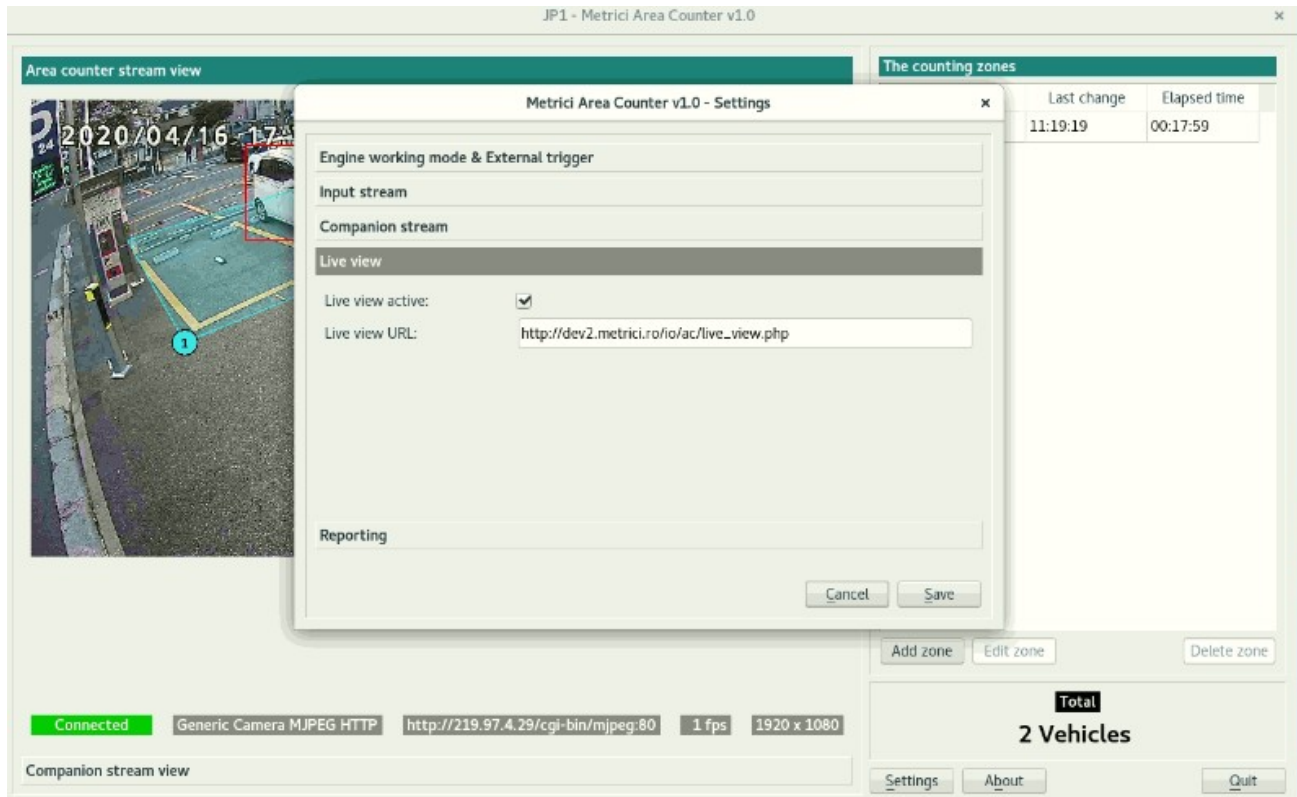 JP1 - Metrici Area Counter v1.0
Area counter stream view
24
2020/04/16 17
1
Metrici Area Counter v1.0 - Settings
Engine working mode & External trigger
Input stream
Companion stream
Live view
Live view active:
Live view URL: http://dev2.metrici.ro/io/ac/live_view.php
Reporting
Cancel Save
The counting zones
Last change Elapsed time
11:19:19 00:17:59
Add zone Edit zone Delete zone
Total
2 Vehicles
Connected Generic Camera MJPEG HTTP http://219.97.4.29/cgi-bin/mjpeg:80 1 fps 1920 x 1080
Companion stream view
Settings About Quit